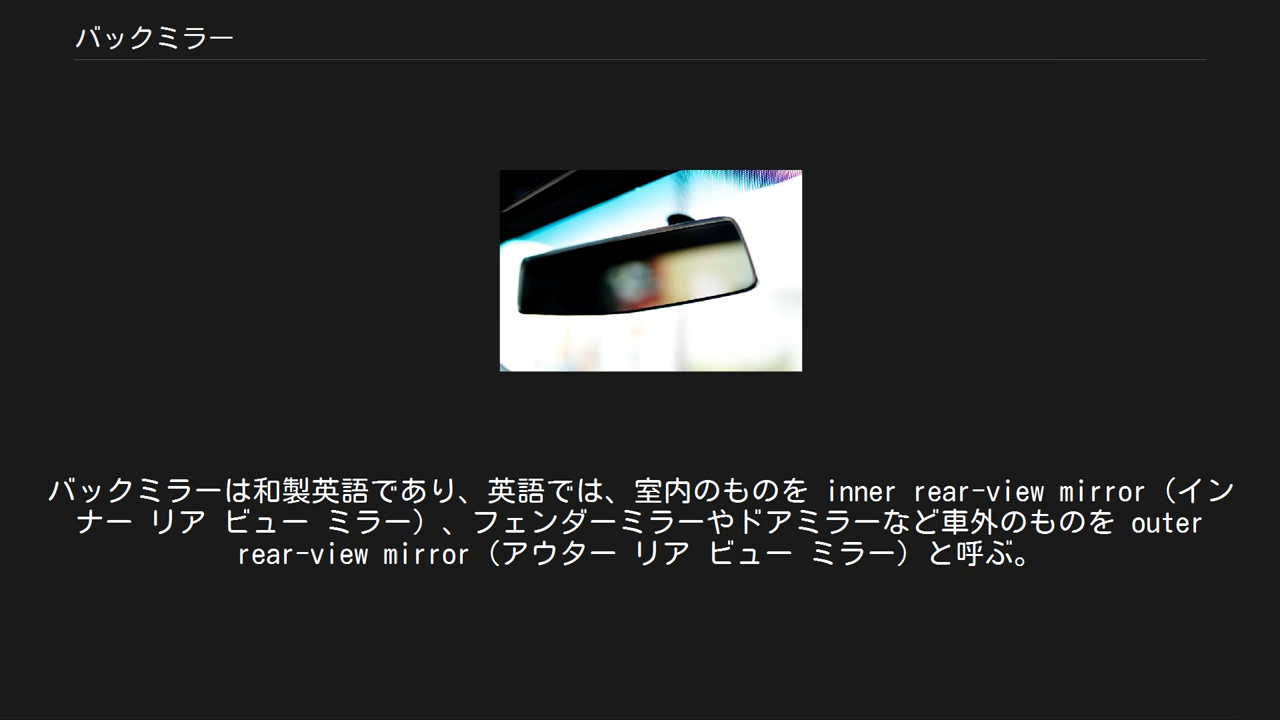 バックミラー
バックミラーは和製英語であり、英語では、室内のものを inner rear-view mirror（イン
ナー リア ビュー ミラー）、フェンダーミラーやドアミラーなど車外のものを outer
rear-view mirror（アウター リア ビュー ミラー）と呼ぶ。